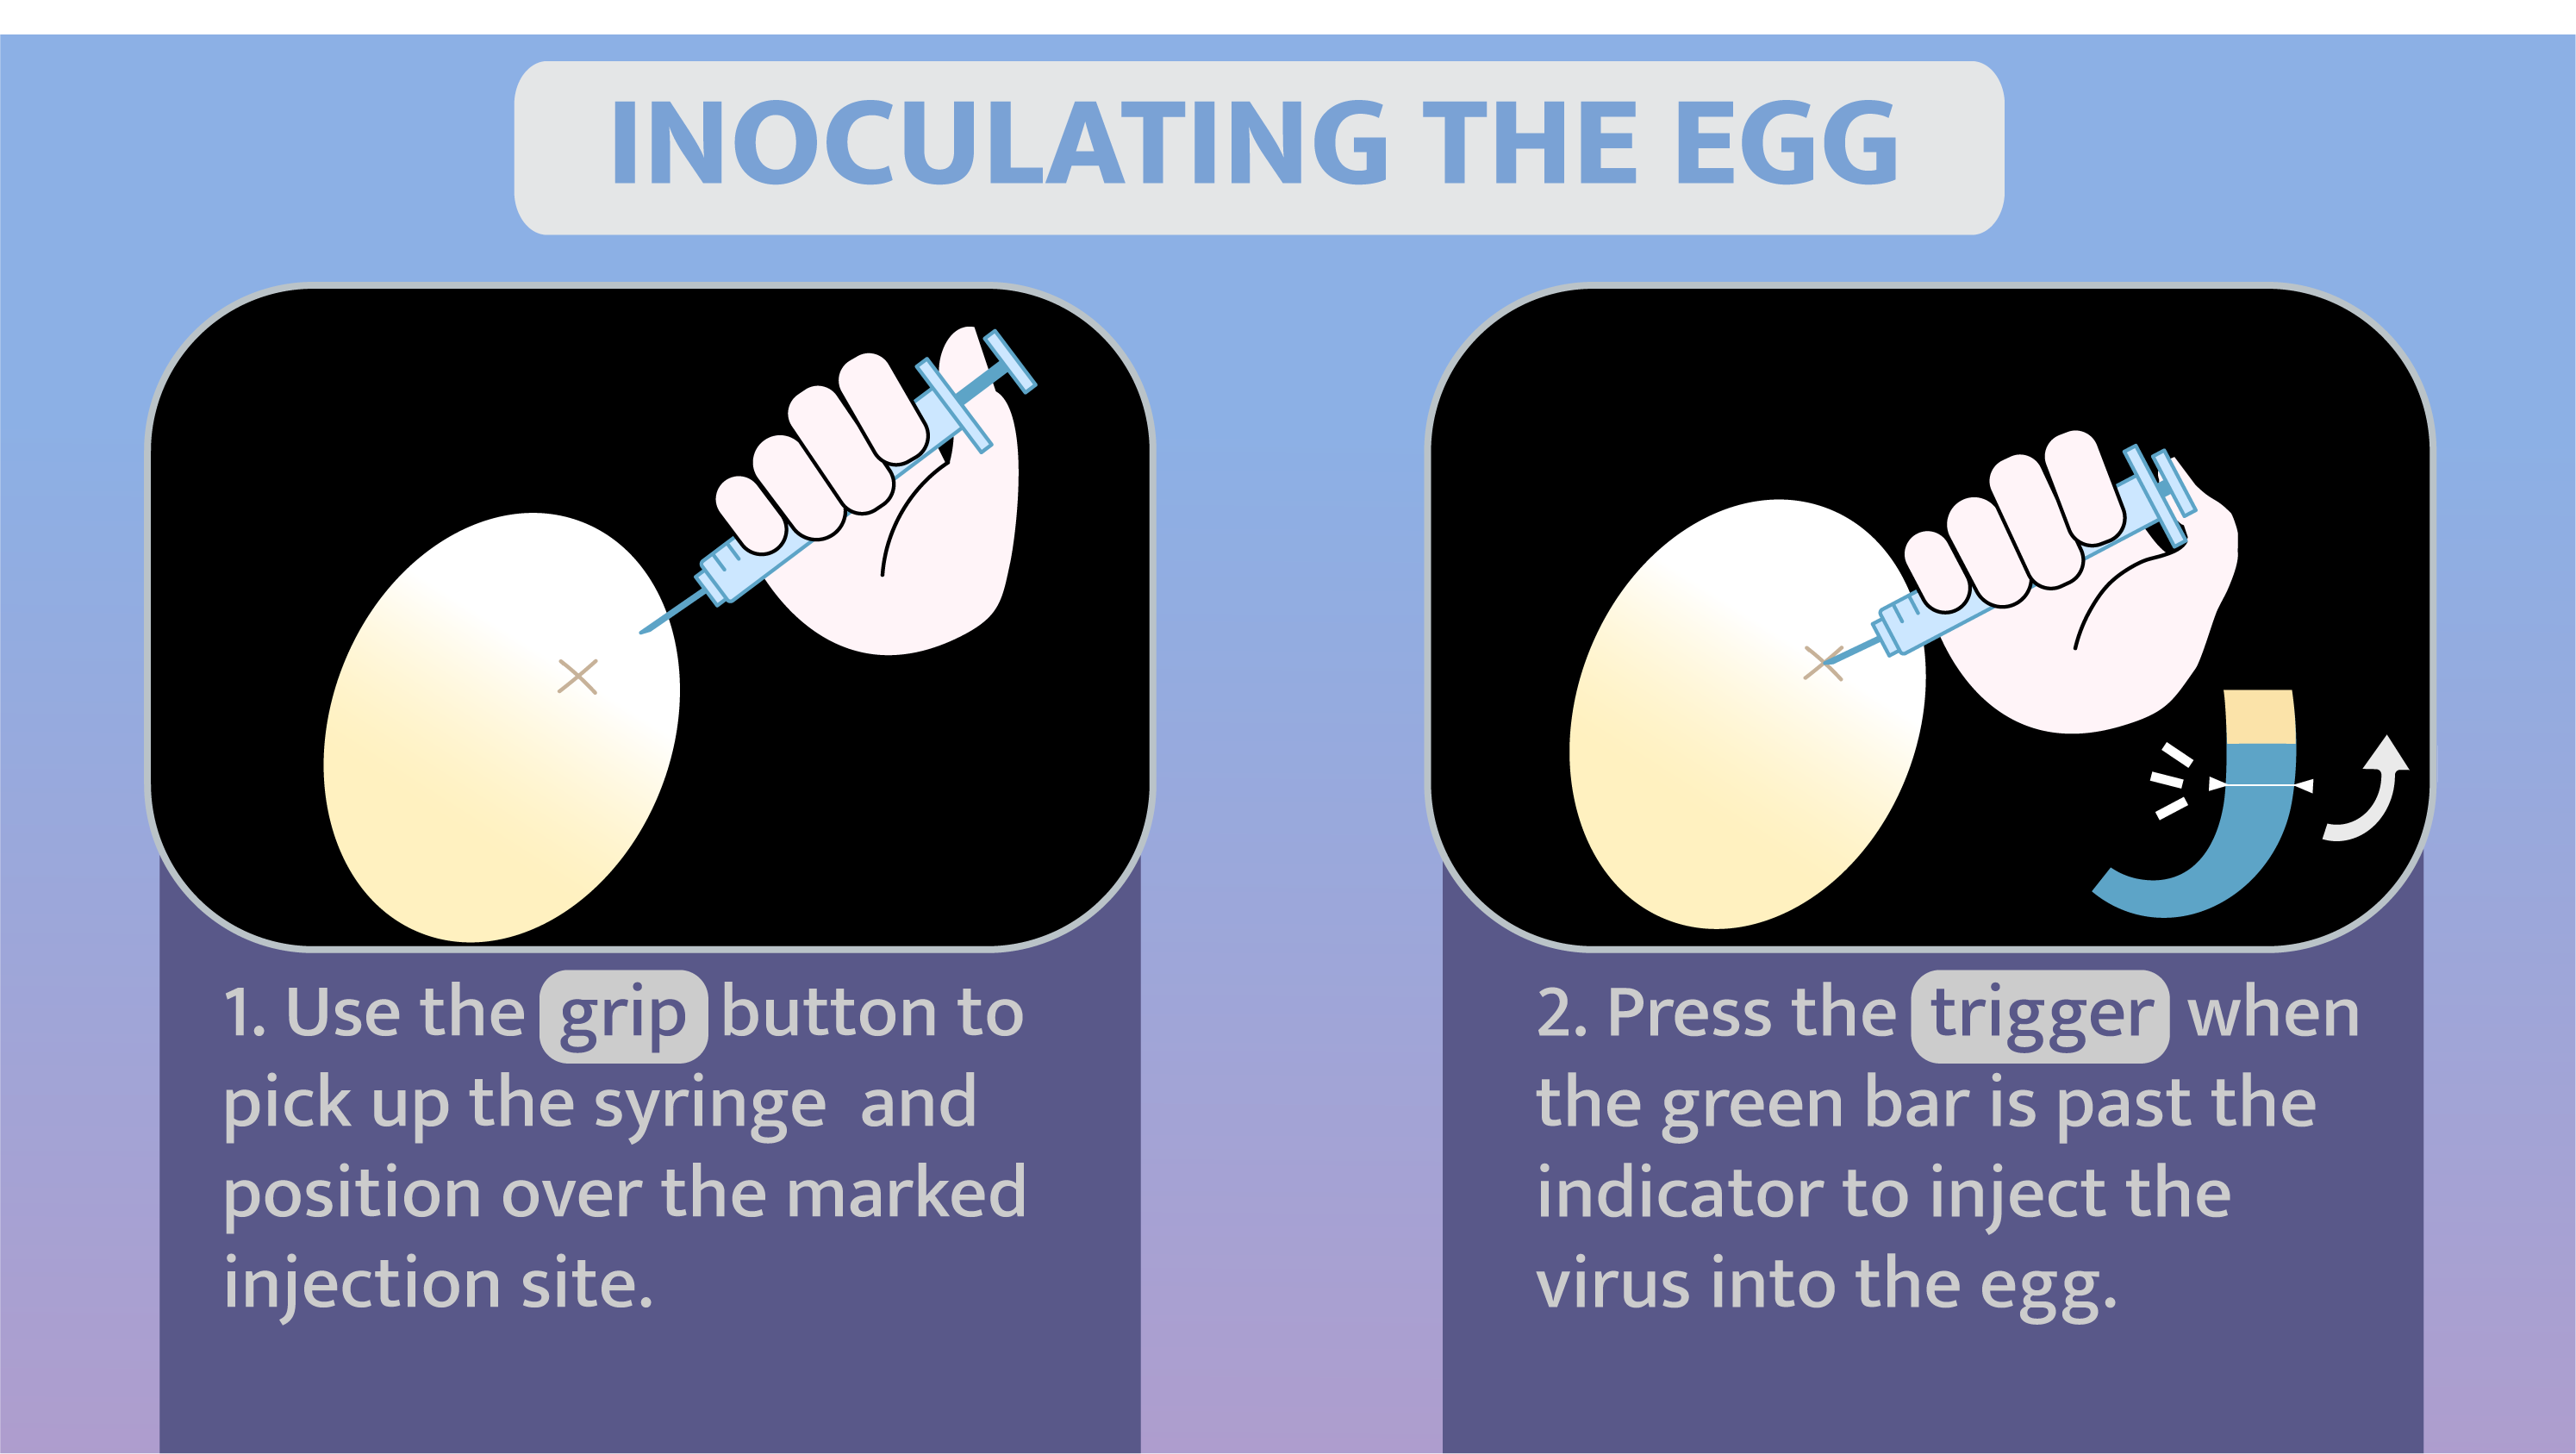 INOCULATING THE EGG
1. Use the grip button to
pick up the syringe and
position over the marked
injection site.
2. Press the trigger when
the green bar is past the
indicator to inject the
virus into the egg.